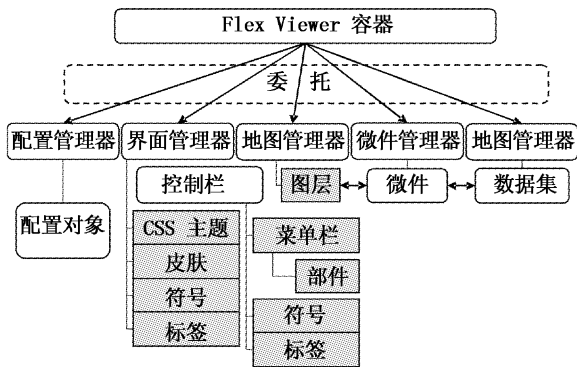 Flex Viewer 容器
委 托
配置管理器 界面管理器 地图管理器 微件管理器 地图管理器
控制栏 图层 微件 数据集
配置对象
CSS 主题 菜单栏
皮肤
部件
符号 符号
标签 标签